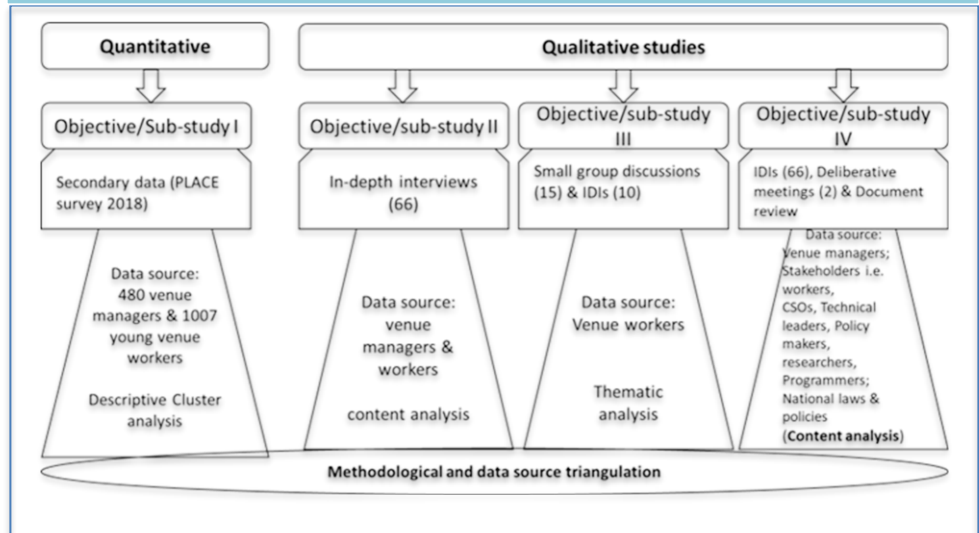 Quantitative
Qualitative studies
Objective/Sub-study I
Objective/sub-study II
Objective/sub-study
III
Objective/sub-study
IV
Secondary data (PLACE
survey 2018)
In-depth interviews
(66)
Small group discussions
(15) & IDIs (10)
IDIs (66), Deliberative
meetings (2) & Document
review
Data source:
480 venue
managers & 1007
young venue
workers
Descriptive Cluster
analysis
Data source:
venue
managers &
workers
content analysis
Data source:
Venue workers
Thematic
analysis
Data source:
Venue managers;
Stakeholders i.e.
workers,
CSOs, Technical
leaders, Policy
makers,
researchers,
Programmers;
National laws &
policies
(Content analysis)
Methodological and data source triangulation